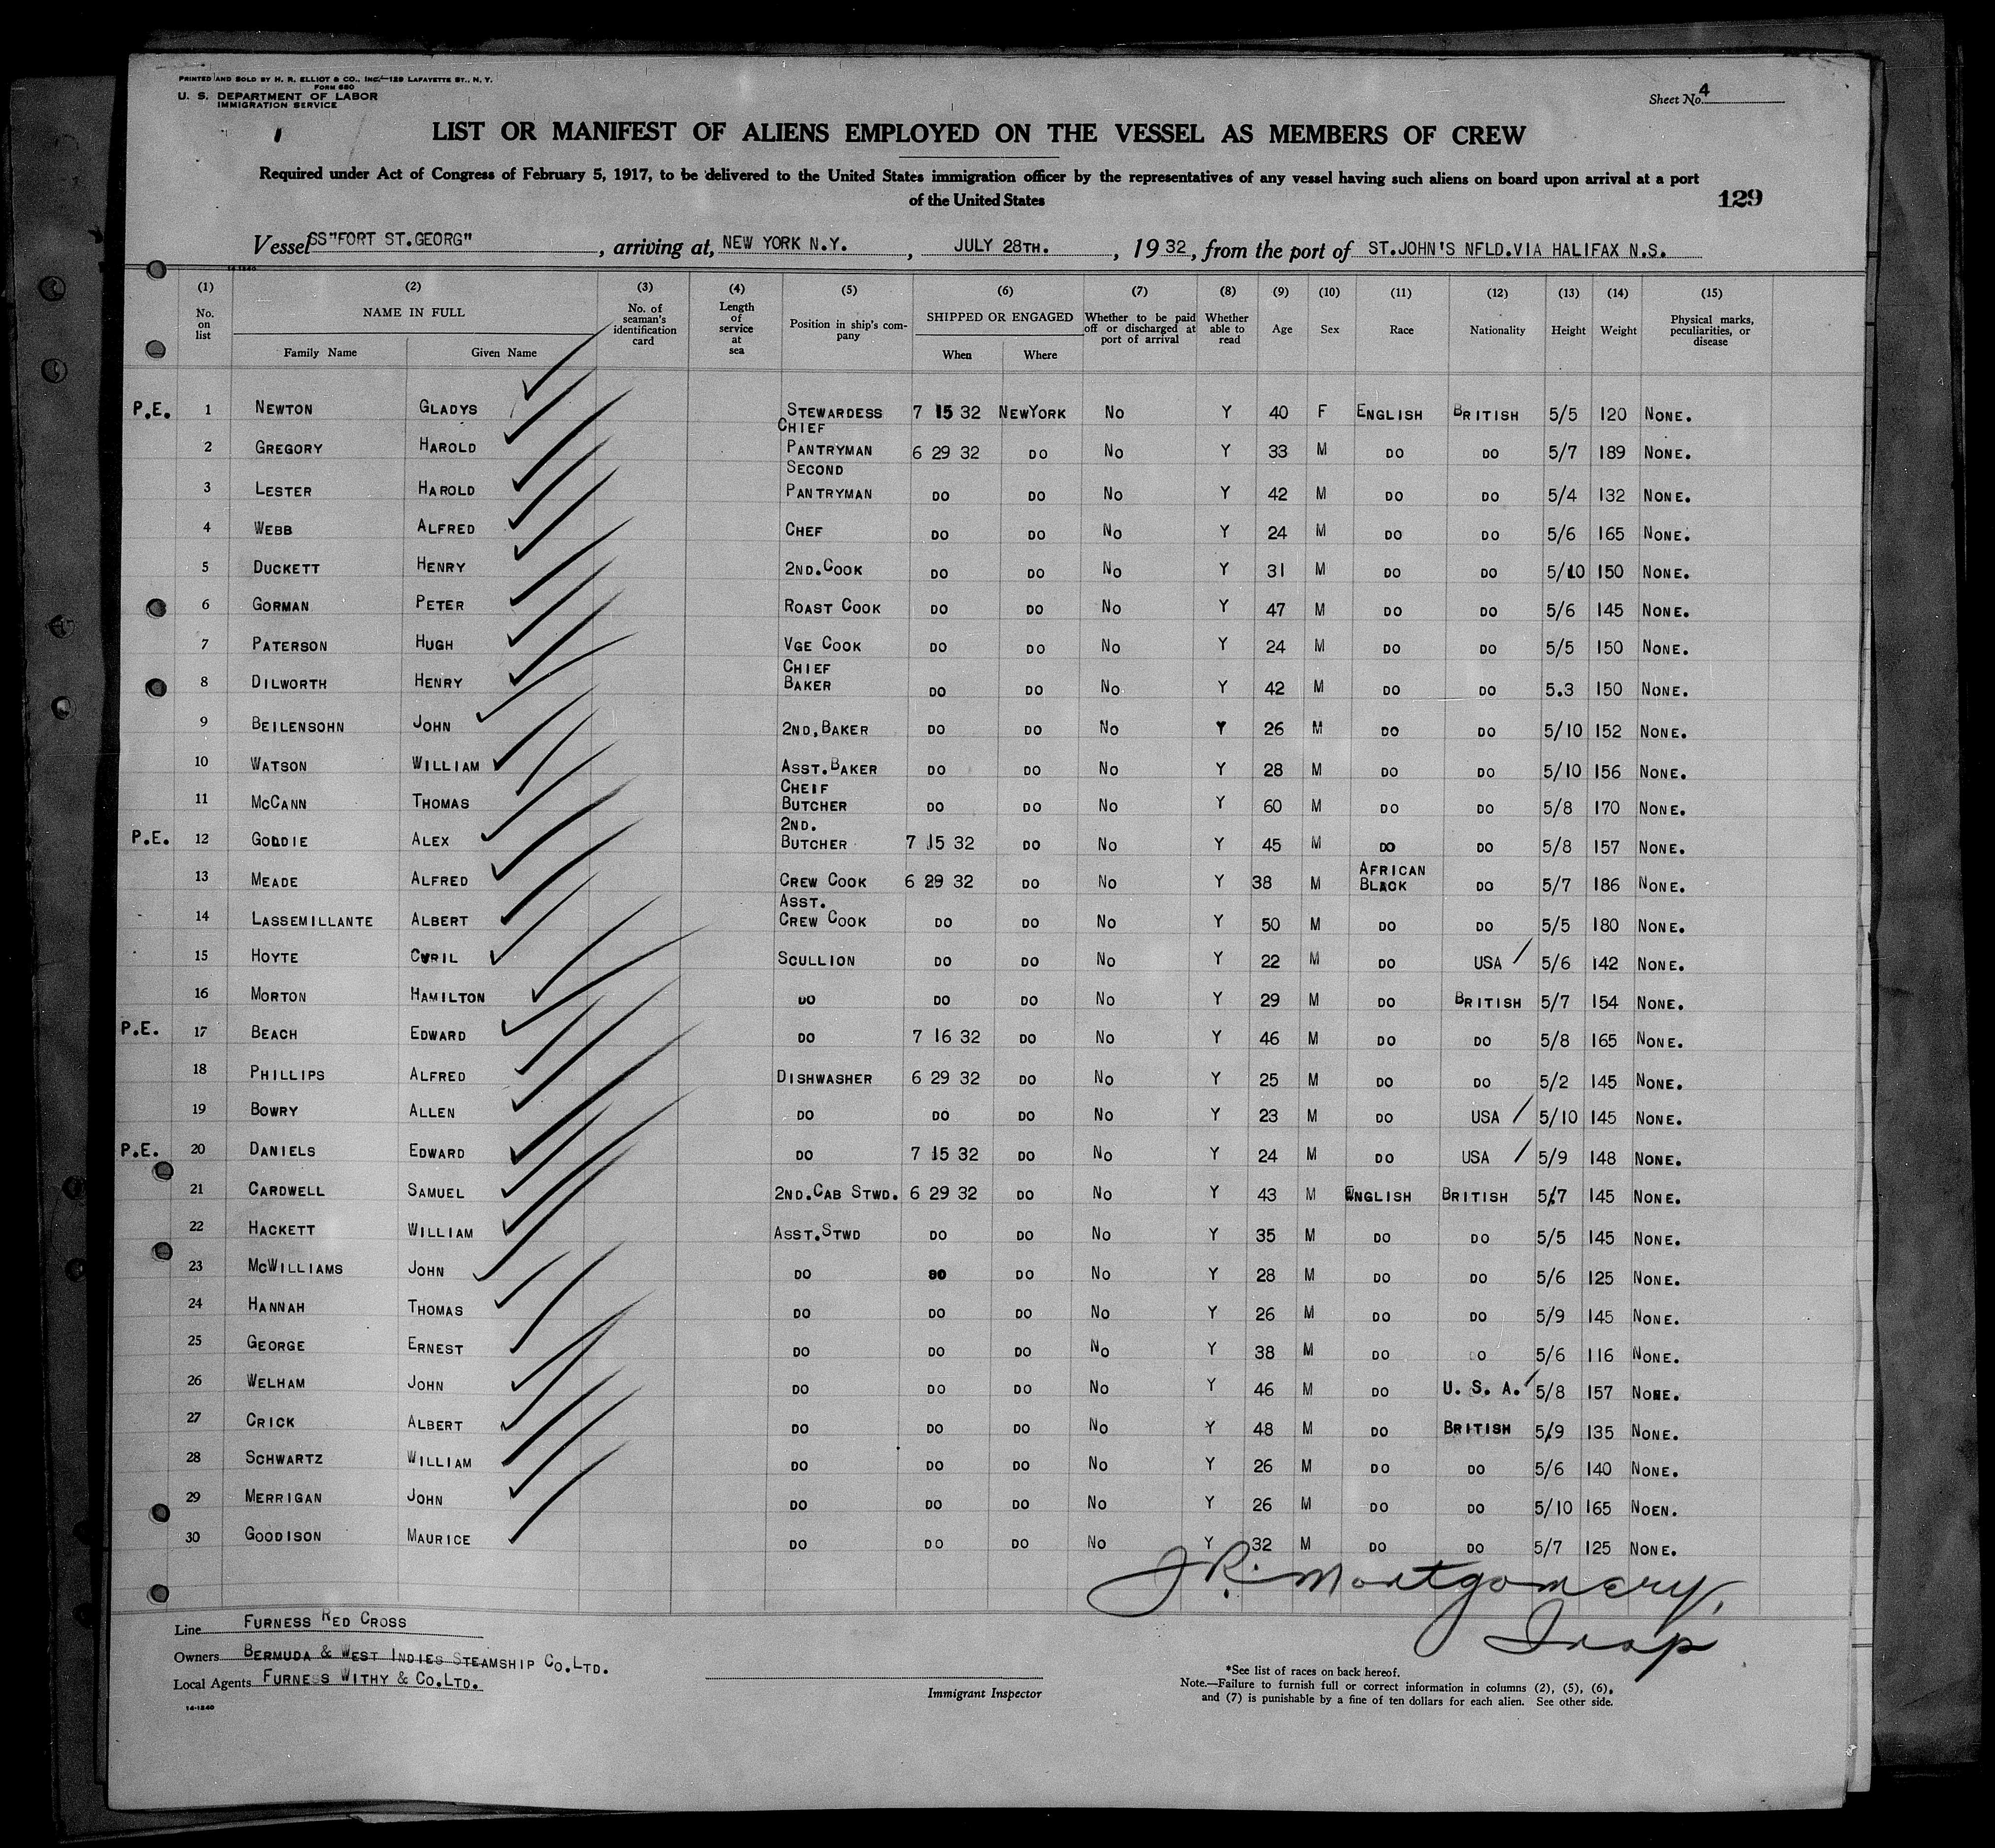 PRINTED AND SOLD BY H. R. ELLIOT & CO., INC.—129 LAFAYETTE ST., N. Y.
FORM 680
U. S. DEPARTMENT OF LABOR
IMMIGRATION SERVICE
Sheet No. 4
LIST OR MANIFEST OF ALIENS EMPLOYED ON THE VESSEL AS MEMBERS OF CREW
Required under Act of Congress of February 5, 1917, to be delivered to the United States immigration officer by the representatives of any vessel having such aliens on board upon arrival at a port
of the United States
129
Vessel SS"FORT ST.GEORG" , arriving at, NEW YORK N.Y. , JULY 28TH. , 19 32, from the port of ST.JOHN'S NFLD.VIA HALIFAX N.S.
14-1240
(1) (2) (3) (4) (5) (6) (7) (8) (9) (10) (11) (12) (13) (14) (15)
No. on list NAME IN FULL Family Name Given Name No. of seaman's identification card Length of service at sea Position in ship's company SHIPPED OR ENGAGED When Where Whether to be paid off or discharged at port of arrival Whether able to read Age Sex Race Nationality Height Weight Physical marks, peculiarities, or disease
P.E. 1 NEWTON GLADYS STEWARDESS 7 15 32 NEWYORK NO Y 40 F ENGLISH BRITISH 5/5 120 NONE.
2 GREGORY HAROLD CHIEF PANTRYMAN 6 29 32 DO NO Y 33 M DO DO 5/7 189 NONE.
3 LESTER HAROLD SECOND PANTRYMAN DO DO NO Y 42 M DO DO 5/4 132 NONE.
4 WEBB ALFRED CHEF DO DO NO Y 24 M DO DO 5/6 165 NONE.
5 DUCKETT HENRY 2ND.COOK DO DO NO Y 31 M DO DO 5/10 150 NONE.
6 GORMAN PETER ROAST COOK DO DO NO Y 47 M DO DO 5/6 145 NONE.
7 PATERSON HUGH VGE COOK DO DO NO Y 24 M DO DO 5/5 150 NONE.
8 DILWORTH HENRY CHIEF BAKER DO DO NO Y 42 M DO DO 5.3 150 NONE.
9 BEILENSOHN JOHN 2ND.BAKER DO DO NO Y 26 M DO DO 5/10 152 NONE.
10 WATSON WILLIAM ASST.BAKER DO DO NO Y 28 M DO DO 5/10 156 NONE.
11 MCCANN THOMAS CHEIF BUTCHER DO DO NO Y 60 M DO DO 5/8 170 NONE.
P.E. 12 GOLDIE ALEX 2ND. BUTCHER 7 15 32 DO NO Y 45 M DO DO 5/8 157 NONE.
13 MEADE ALFRED CREW COOK 6 29 32 DO NO Y 38 M AFRICAN BLACK DO 5/7 186 NONE.
14 LASSEMILLANTE ALBERT ASST. CREW COOK DO DO NO Y 50 M DO DO 5/5 180 NONE.
15 HOYTE CYRIL SCULLION DO DO NO Y 22 M DO USA 5/6 142 NONE.
16 MORTON HAMILTON DO DO DO NO Y 29 M DO BRITISH 5/7 154 NONE.
P.E. 17 BEACH EDWARD DO 7 16 32 DO NO Y 46 M DO DO 5/8 165 NONE.
18 PHILLIPS ALFRED DISHWASHER 6 29 32 DO NO Y 25 M DO DO 5/2 145 NONE.
19 BOWRY ALLEN DO DO DO NO Y 23 M DO USA 5/10 145 NONE.
P.E. 20 DANIELS EDWARD DO 7 15 32 DO NO Y 24 M DO USA 5/9 148 NONE.
21 CARDWELL SAMUEL 2ND.CAB STWD. 6 29 32 DO NO Y 43 M ENGLISH BRITISH 5/7 145 NONE.
22 HACKETT WILLIAM ASST.STWD DO DO NO Y 35 M DO DO 5/5 145 NONE.
23 MCWILLIAMS JOHN DO DO DO NO Y 28 M DO DO 5/6 125 NONE.
24 HANNAH THOMAS DO DO DO NO Y 26 M DO DO 5/9 145 NONE.
25 GEORGE ERNEST DO DO DO NO Y 38 M DO DO 5/6 116 NONE.
26 WELHAM JOHN DO DO DO NO Y 46 M DO U. S. A. 5/8 157 NONE.
27 CRICK ALBERT DO DO DO NO Y 48 M DO BRITISH 5/9 135 NONE.
28 SCHWARTZ WILLIAM DO DO DO NO Y 26 M DO DO 5/6 140 NONE.
29 MERRIGAN JOHN DO DO DO NO Y 26 M DO DO 5/10 165 NOEN.
30 GOODISON MAURICE DO DO DO NO Y 32 M DO DO 5/7 125 NONE.
J R. Montgomery,
Insp
Line FURNESS RED CROSS
Owners BERMUDA & WEST INDIES STEAMSHIP CO.LTD.
Local Agents FURNESS WITHY & CO.LTD.
14-1240
Immigrant Inspector
*See list of races on back hereof.
Note.—Failure to furnish full or correct information in columns (2), (5), (6),
and (7) is punishable by a fine of ten dollars for each alien. See other side.